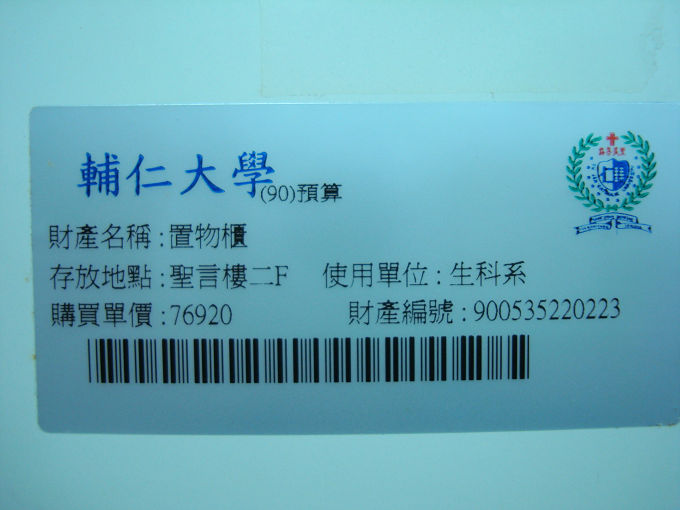 輔仁大學(90)預算
財產名稱:置物櫃
存放地點:聖言樓二F 使用單位:生科系
購買單價:76920 財產編號:900535220223